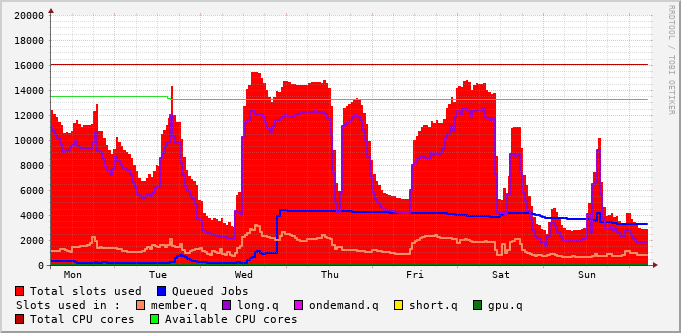 20000
18000
16000
14000
12000
10000
8000
6000
4000
2000
0
Mon Tue Wed Thu Fri Sat Sun
RRDTOOL / TOBI OETIKER
Total slots used Queued Jobs
Slots used in : member.q long.q ondemand.q short.q gpu.q
Total CPU cores Available CPU cores